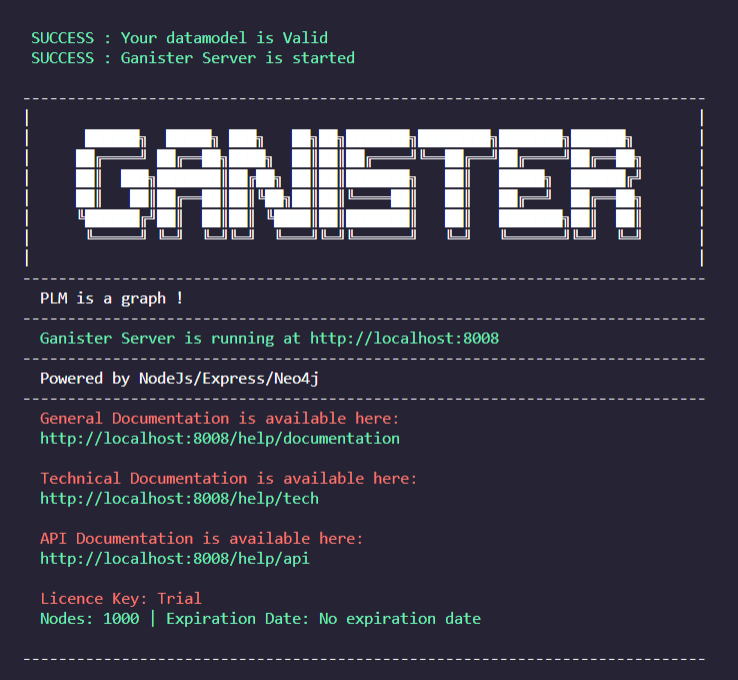 SUCCESS : Your datamodel is Valid
SUCCESS : Ganister Server is started
GANISTER
PLM is a graph !
Ganister Server is running at http://localhost:8008
Powered by NodeJs/Express/Neo4j
General Documentation is available here:
http://localhost:8008/help/documentation
Technical Documentation is available here:
http://localhost:8008/help/tech
API Documentation is available here:
http://localhost:8008/help/api
Licence Key: Trial
Nodes: 1000 | Expiration Date: No expiration date